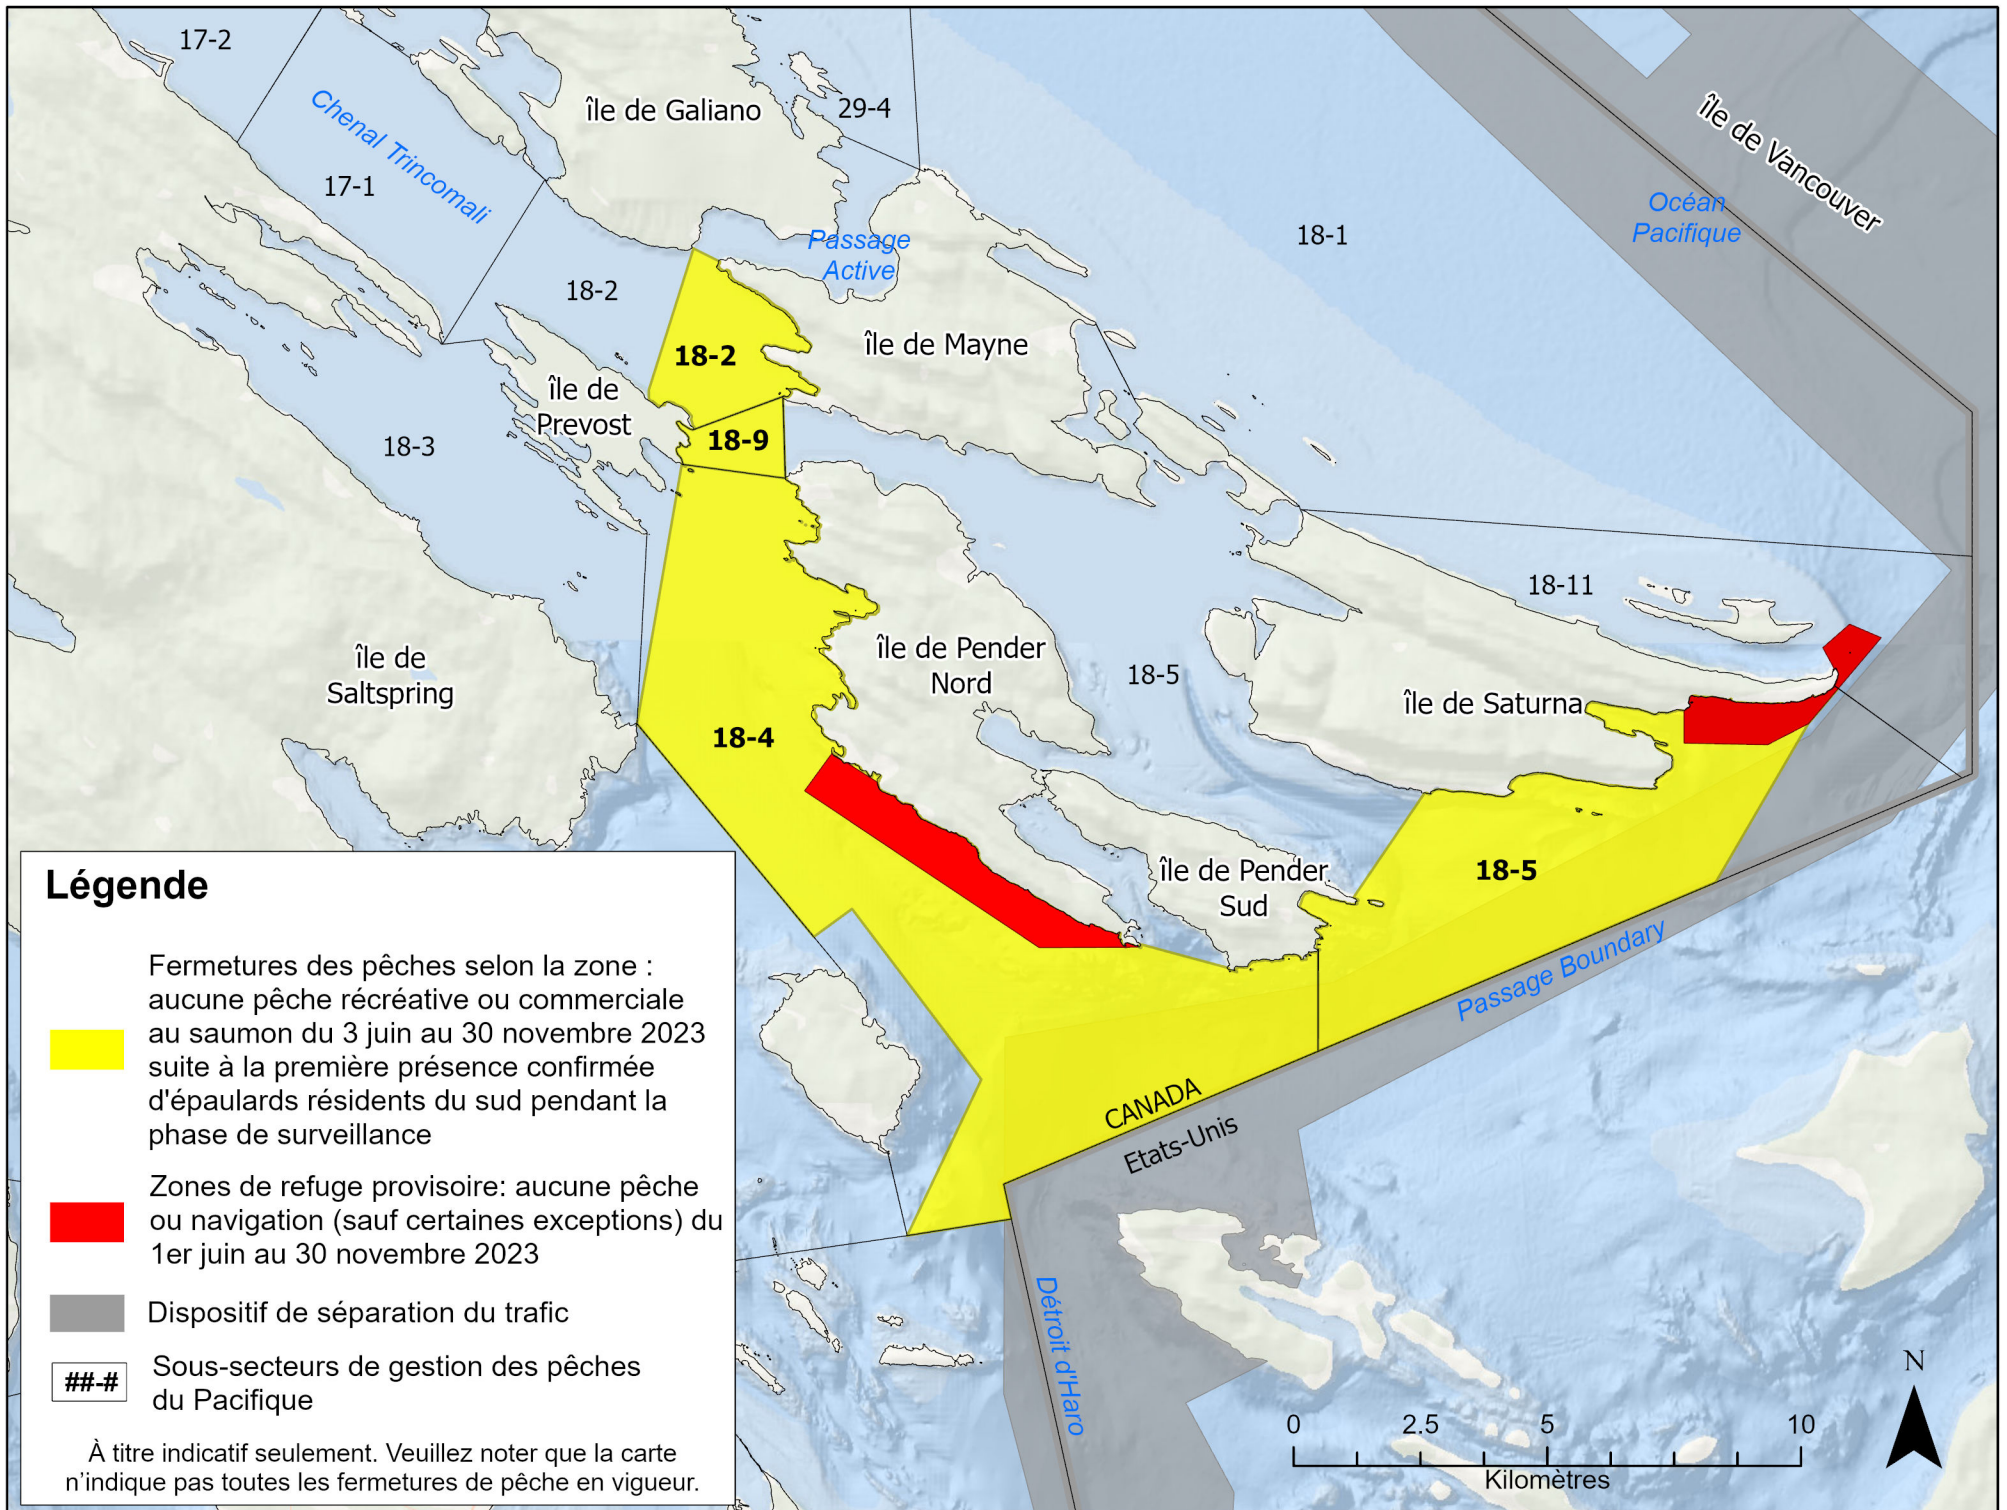 17-2
Chenal Trincomali
17-1
île de Galiano
29-4
Passage
Active
18-1
île de Vancouver
Océan
Pacifique
18-2
18-2
île de Mayne
île de
Prevost
18-3
18-9
18-11
île de
Saltspring
île de Pender
Nord
18-5
île de Saturna
18-4
île de Pender
Sud
18-5
Passage Boundary
CANADA
Etats-Unis
Détroit d'Haro
Légende
Fermetures des pêches selon la zone :
aucune pêche récréative ou commerciale
au saumon du 3 juin au 30 novembre 2023
suite à la première présence confirmée
d'épaulards résidents du sud pendant la
phase de surveillance
Zones de refuge provisoire: aucune pêche
ou navigation (sauf certaines exceptions) du
1er juin au 30 novembre 2023
Dispositif de séparation du trafic
##-#
Sous-secteurs de gestion des pêches
du Pacifique
À titre indicatif seulement. Veuillez noter que la carte
n’indique pas toutes les fermetures de pêche en vigueur.
0 2.5 5 10
Kilomètres
N